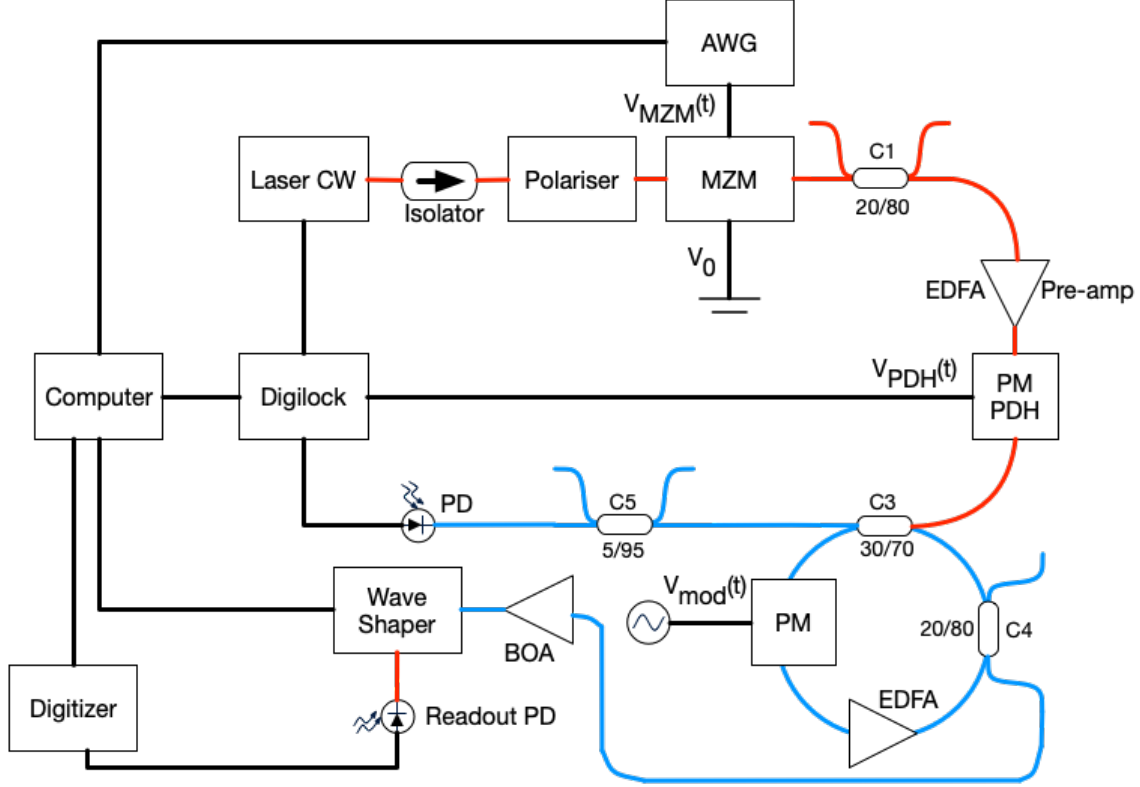 AWG
V_MZM(t)
Laser CW
Isolator
Polariser
MZM
C1
20/80
V_0
EDFA
Pre-amp
Computer
Digilock
V_PDH(t)
PM
PDH
PD
C5
5/95
C3
30/70
Wave
Shaper
BOA
V_mod(t)
PM
20/80
C4
EDFA
Digitizer
Readout PD